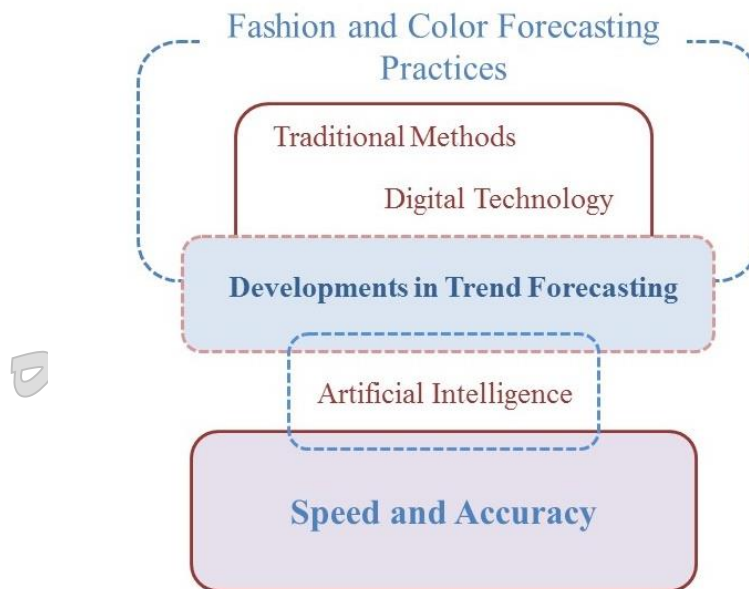 Fashion and Color Forecasting
Practices
Traditional Methods
Digital Technology
Developments in Trend Forecasting
Artificial Intelligence
Speed and Accuracy